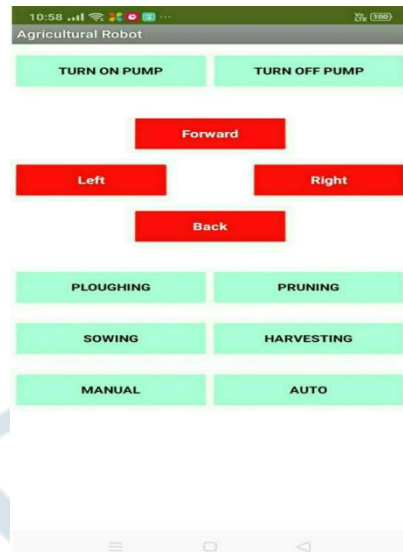 10:58
100
Agricultural Robot
TURN ON PUMP TURN OFF PUMP
Forward
Left Right
Back
PLOUGHING PRUNING
SOWING HARVESTING
MANUAL AUTO